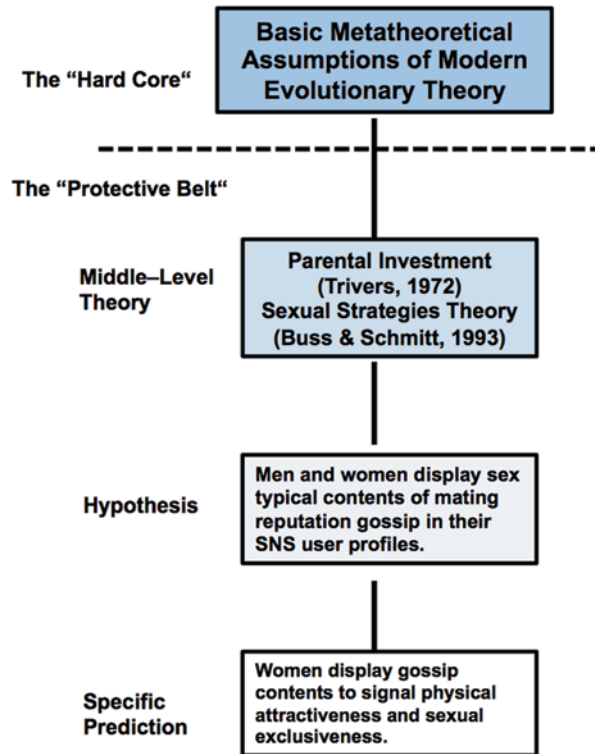 Basic Metatheoretical
Assumptions of Modern
Evolutionary Theory
The “Hard Core“
The “Protective Belt“
Middle–Level
Theory
Parental Investment
(Trivers, 1972)
Sexual Strategies Theory
(Buss & Schmitt, 1993)
Hypothesis
Men and women display sex
typical contents of mating
reputation gossip in their
SNS user profiles.
Specific
Prediction
Women display gossip
contents to signal physical
attractiveness and sexual
exclusiveness.